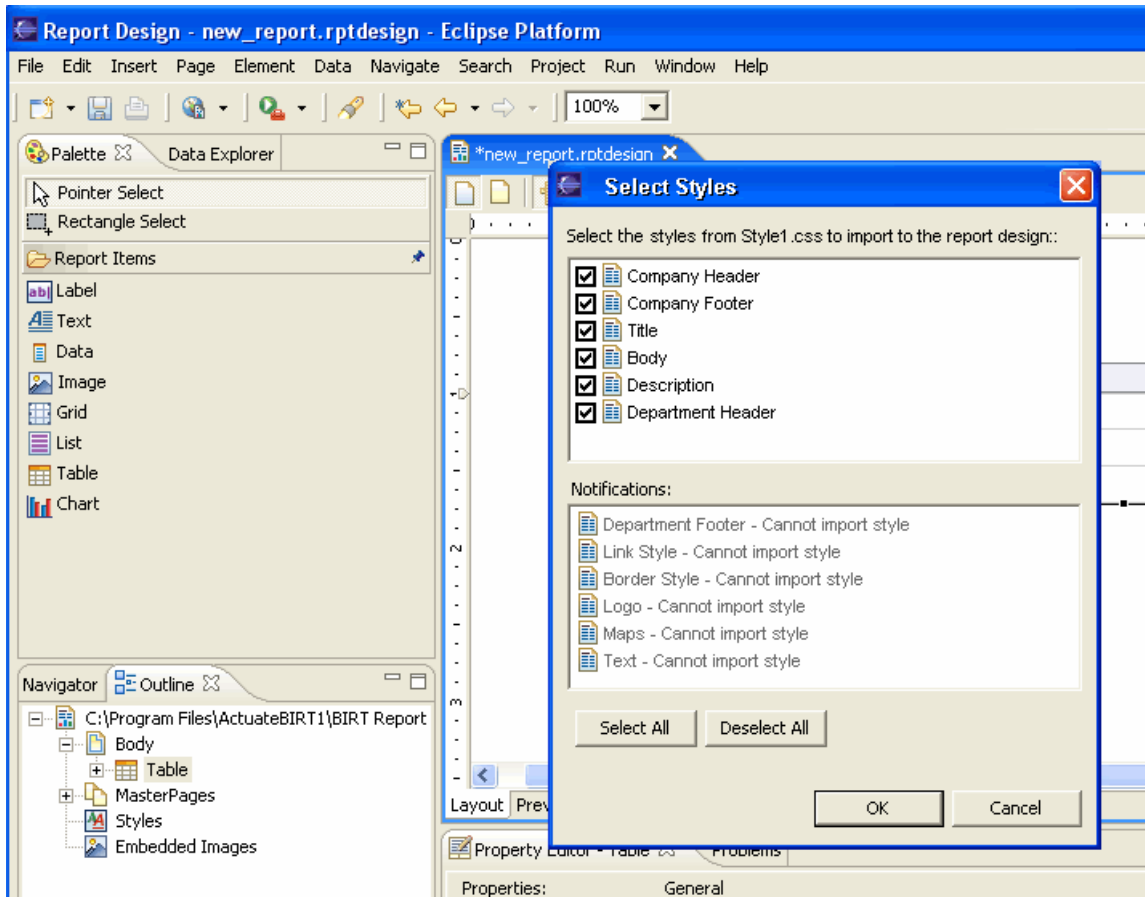 Report Design - new_report.rptdesign - Eclipse Platform
File Edit Insert Page Element Data Navigate Search Project Run Window Help
100%
Palette Data Explorer
Pointer Select
Rectangle Select
Report Items
ab| Label
Text
Data
Image
Grid
List
Table
Chart
Navigator Outline
C:\Program Files\ActuateBIRT1\BIRT Report
Body
Table
MasterPages
Styles
Embedded Images
*new_report.rptdesign
Select Styles
Select the styles from Style1.css to import to the report design::
Company Header
Company Footer
Title
Body
Description
Department Header
Notifications:
Department Footer - Cannot import style
Link Style - Cannot import style
Border Style - Cannot import style
Logo - Cannot import style
Maps - Cannot import style
Text - Cannot import style
Select All Deselect All
OK Cancel
2
3
Layout Prev
Property Editor - Table Problems
Properties: General